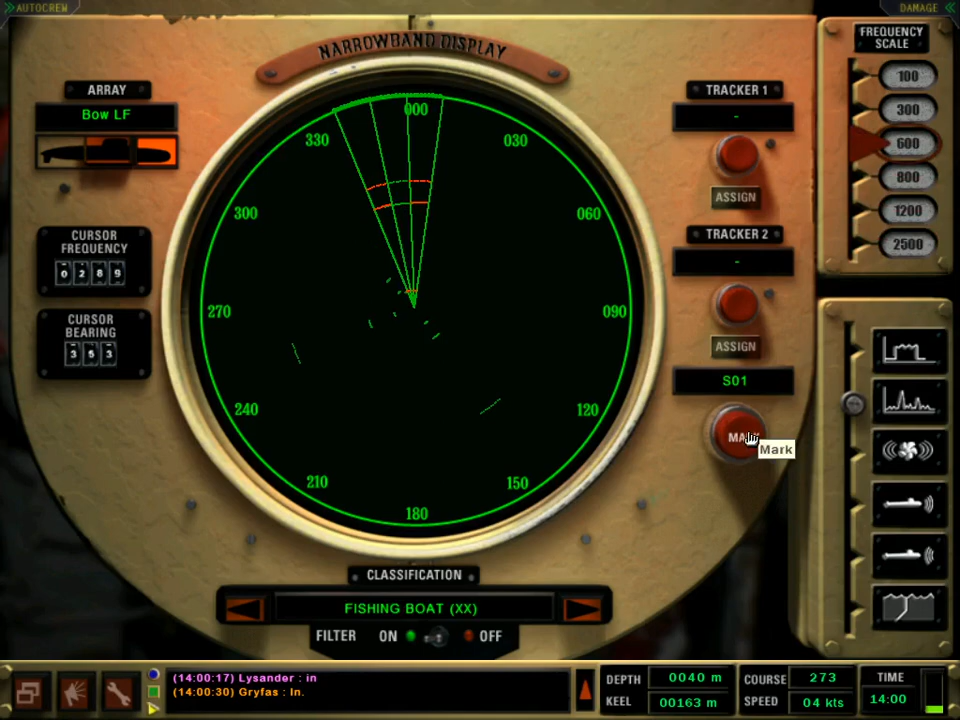 AUTOCREW
DAMAGE
NARROWBAND DISPLAY
ARRAY
Bow LF
TRACKER 1
-
ASSIGN
TRACKER 2
-
ASSIGN
S01
MARK
Mark
FREQUENCY
SCALE
100
300
600
800
1200
2500
CURSOR
FREQUENCY
0289
CURSOR
BEARING
353
000
030
060
090
120
150
180
210
240
270
300
330
CLASSIFICATION
FISHING BOAT (XX)
FILTER ON OFF
(14:00:17) Lysander : in
(14:00:30) Gryfas : In.
DEPTH 0040 m
KEEL 00163 m
COURSE 273
SPEED 04 kts
TIME
14:00